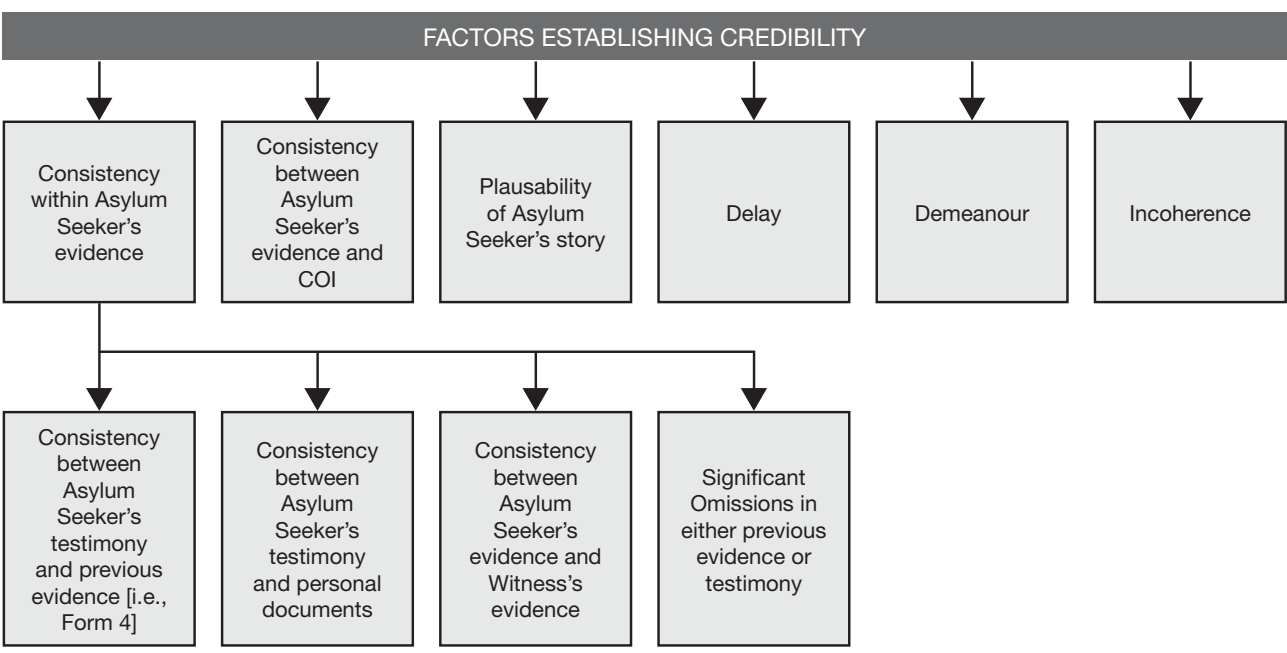 FACTORS ESTABLISHING CREDIBILITY
Consistency
within Asylum
Seeker's
evidence
Consistency
between
Asylum
Seeker's
evidence and
COI
Plausability
of Asylum
Seeker's story
Delay
Demeanour
Incoherence
Consistency
between
Asylum
Seeker's
testimony
and previous
evidence [i.e.,
Form 4]
Consistency
between
Asylum
Seeker's
testimony
and personal
documents
Consistency
between
Asylum
Seeker's
evidence and
Witness's
evidence
Significant
Omissions in
either previous
evidence or
testimony